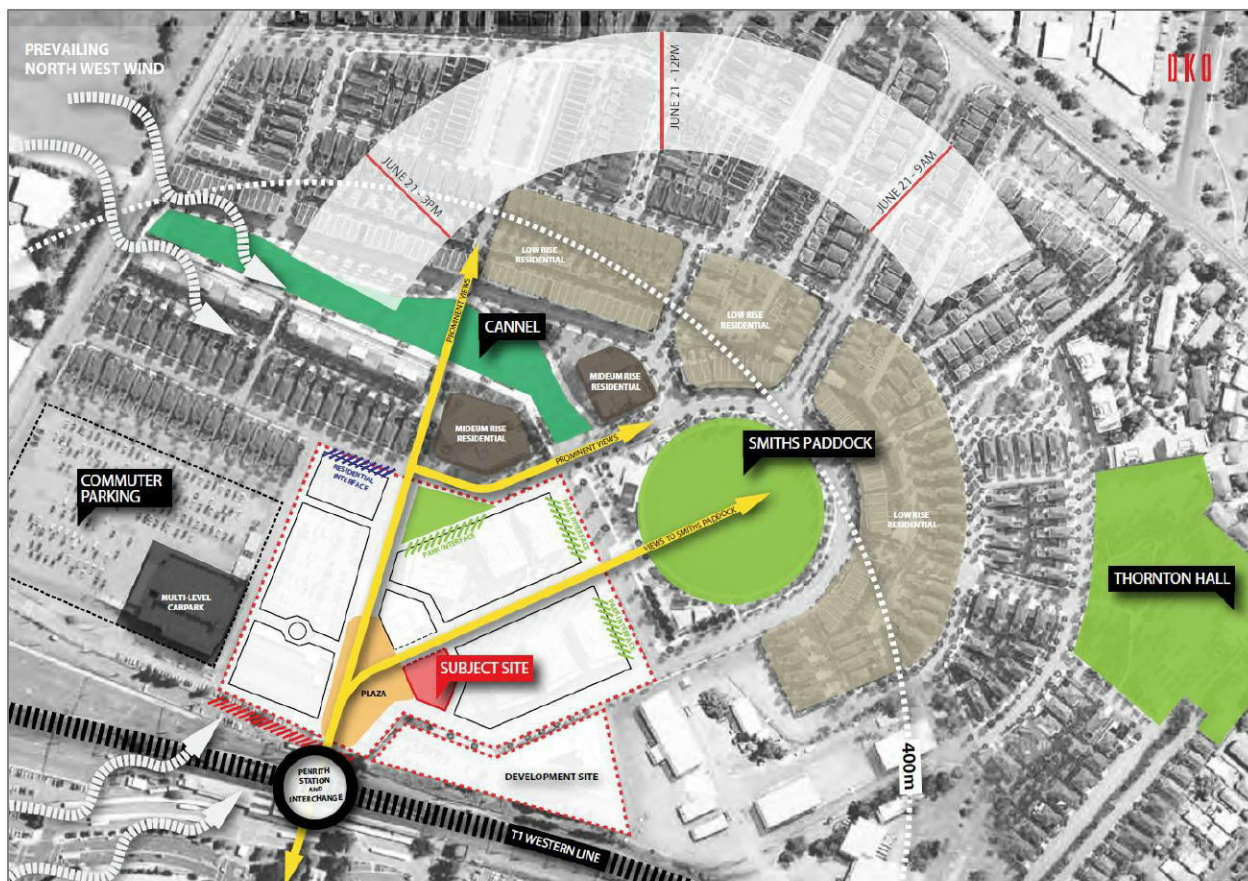 PREVAILING
NORTH WEST WIND
DKO
JUNE 21 - 12PM
JUNE 21 - 3PM
JUNE 21 - 9AM
LOW RISE
RESIDENTIAL
LOW RISE
RESIDENTIAL
PROMINENT VIEWS
CANNEL
MIDEUM RISE
RESIDENTIAL
MIDEUM RISE
RESIDENTIAL
PROMINENT VIEWS
SMITHS PADDOCK
COMMUTER
PARKING
RESIDENTIAL
INTERFACE
LOW RISE
RESIDENTIAL
PARK INTERFACE
VIEWS TO SMITHS PADDOCK
THORNTON HALL
MULTI-LEVEL
CARPARK
SUBJECT SITE
PLAZA
400m
PENRITH
STATION
AND
INTERCHANGE
DEVELOPMENT SITE
T1 WESTERN LINE